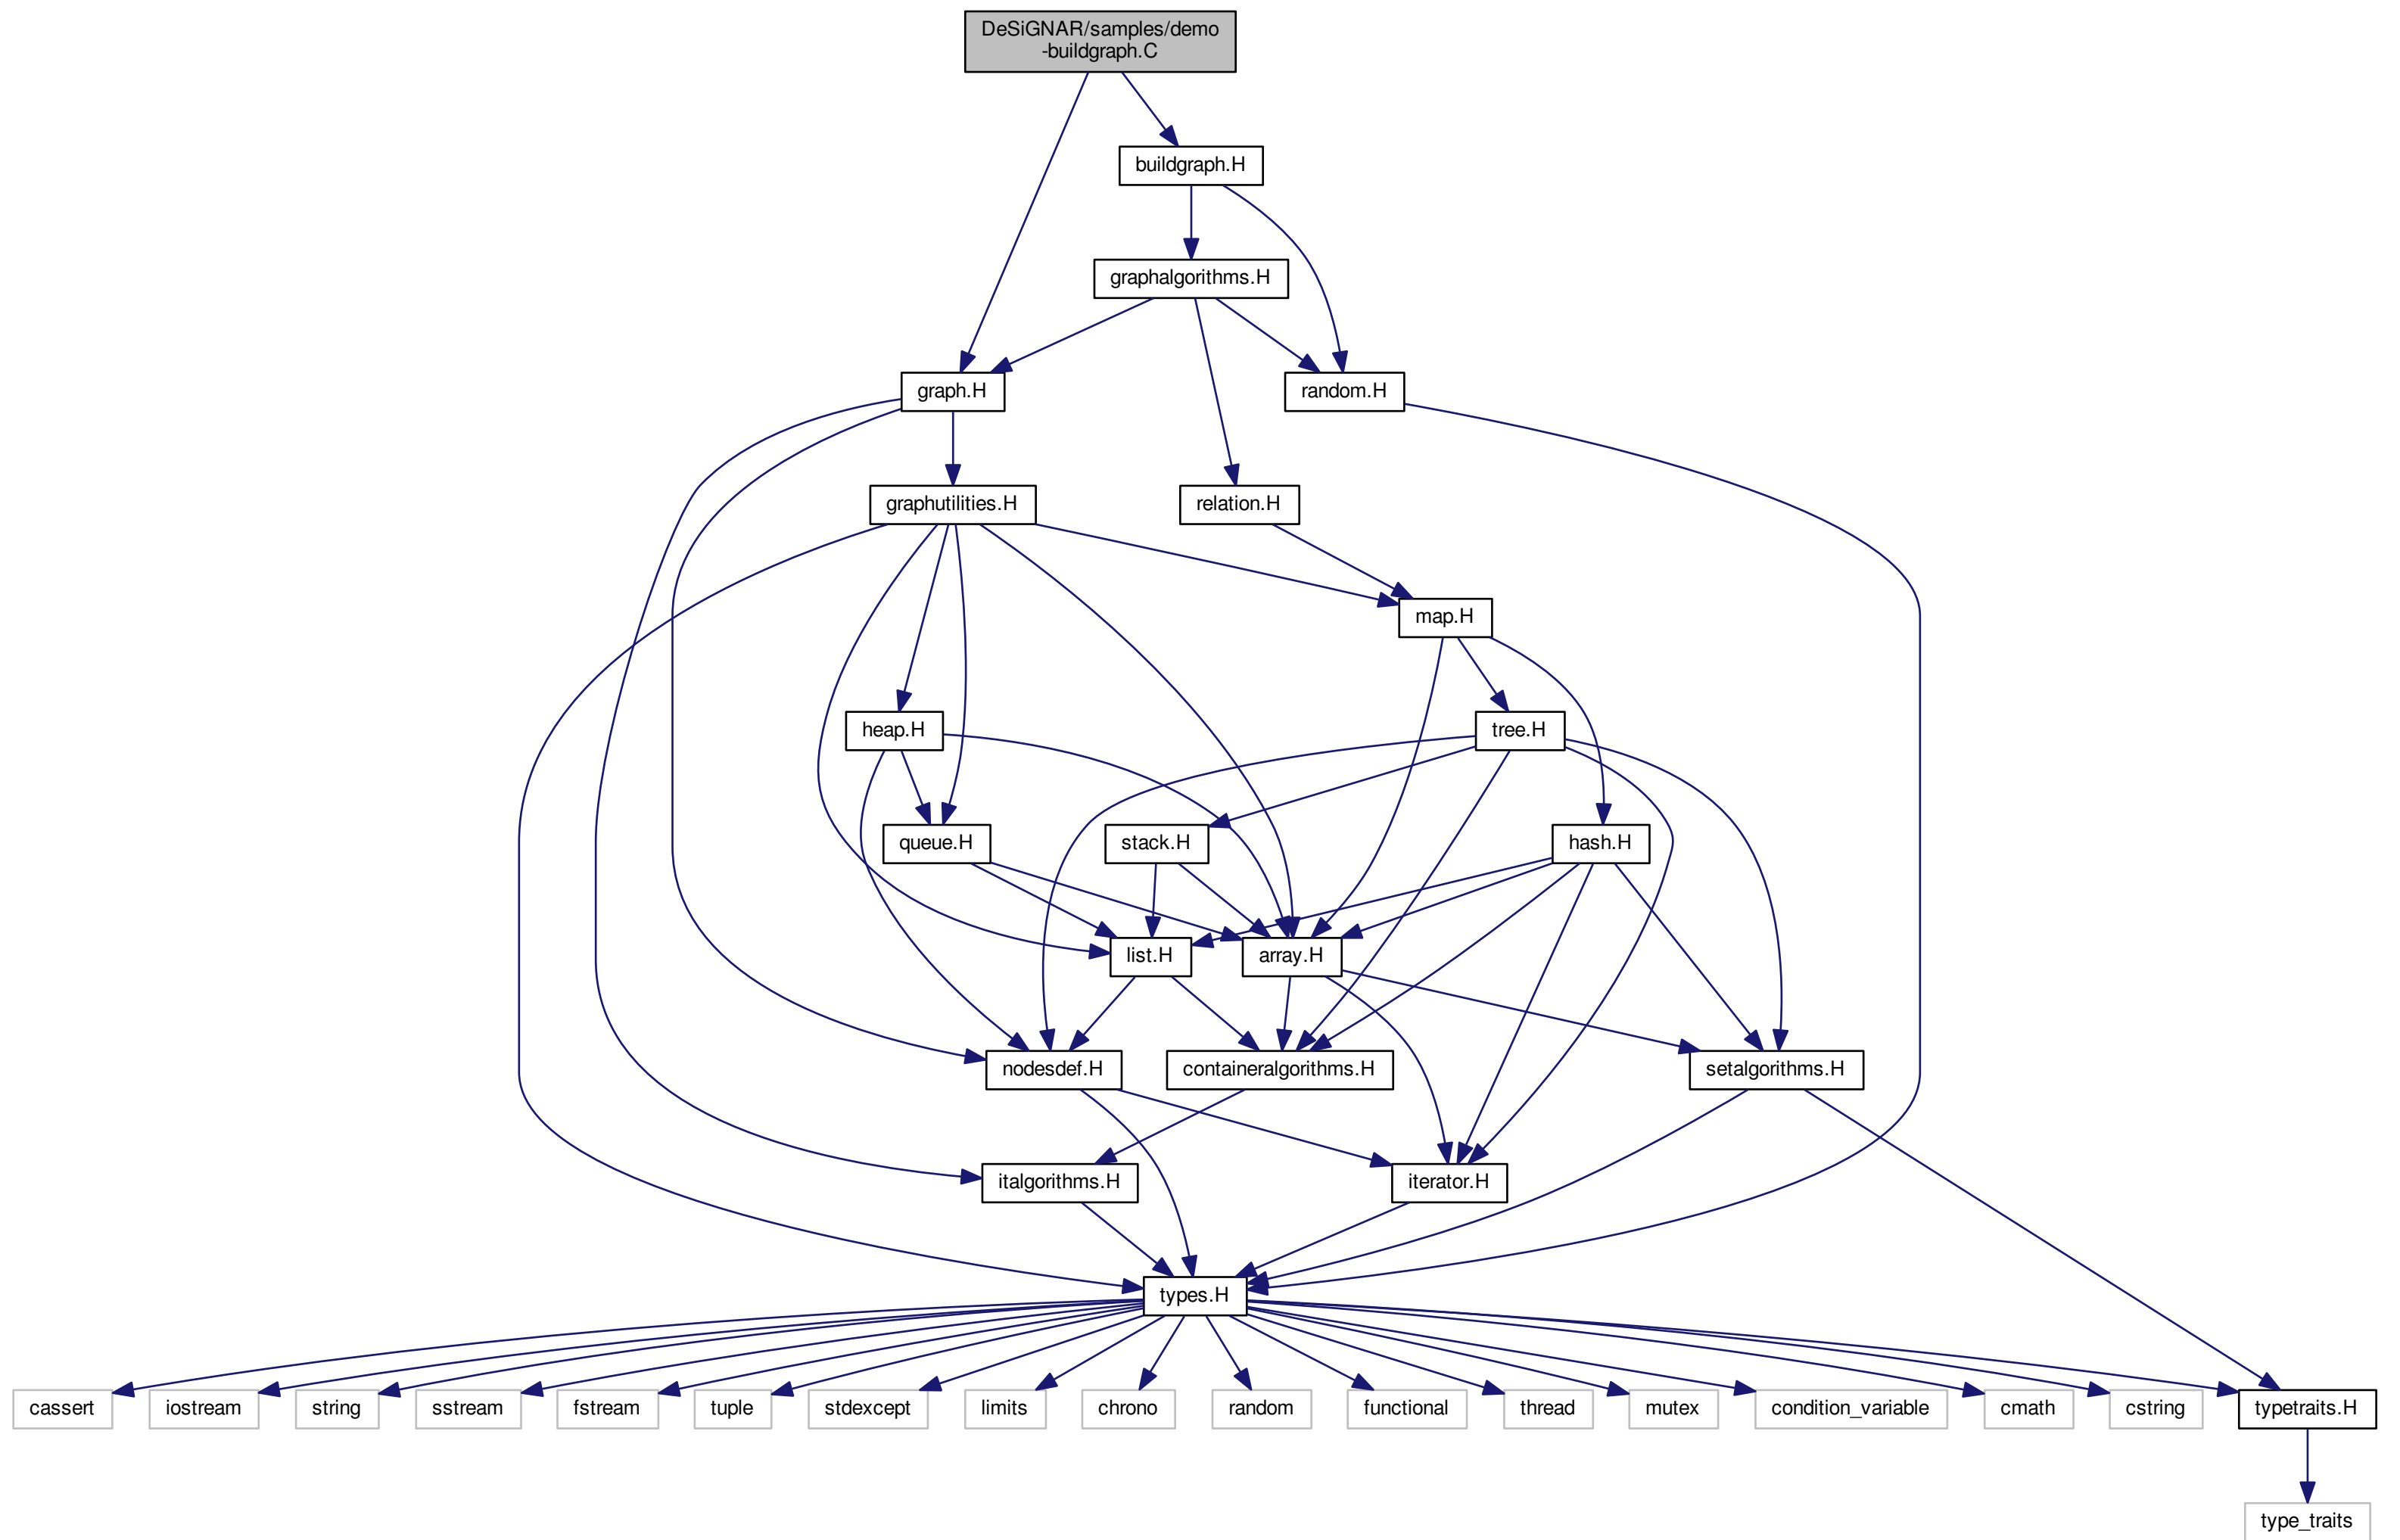 DeSiGNAR/samples/demo
-buildgraph.C
buildgraph.H
graphalgorithms.H
graph.H
random.H
graphutilities.H
relation.H
map.H
heap.H
tree.H
queue.H
stack.H
hash.H
list.H
array.H
nodesdef.H
containeralgorithms.H
setalgorithms.H
italgorithms.H
iterator.H
types.H
cassert
iostream
string
sstream
fstream
tuple
stdexcept
limits
chrono
random
functional
thread
mutex
condition_variable
cmath
cstring
typetraits.H
type_traits